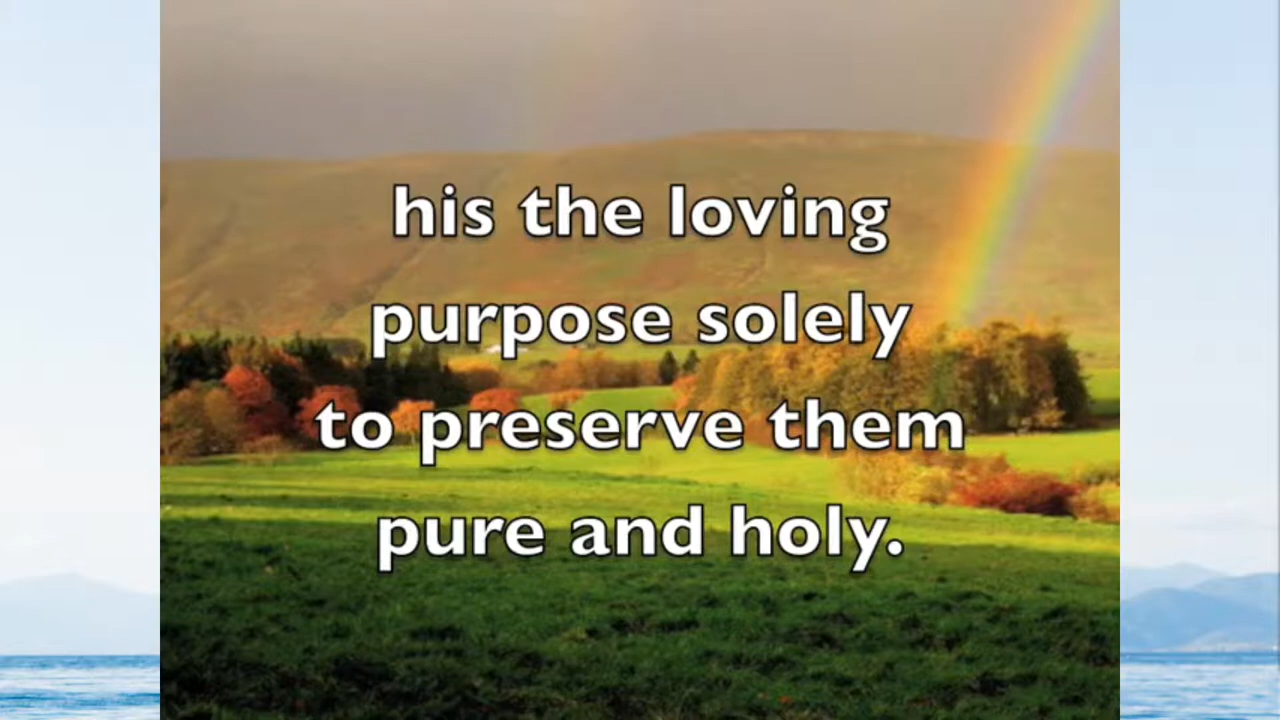 his the loving
purpose solely
to preserve them
pure and holy.